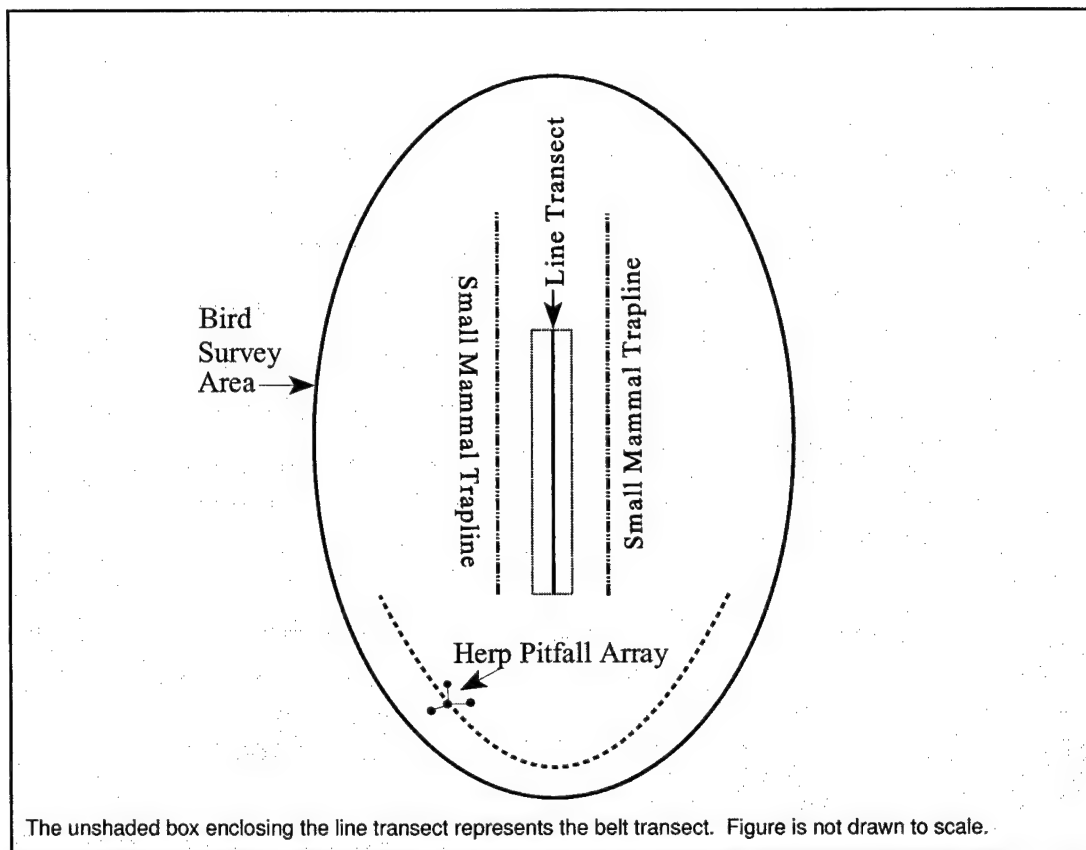 Line Transect
Small Mammal Trapline
Small Mammal Trapline
Bird
Survey
Area
Herp Pitfall Array
The unshaded box enclosing the line transect represents the belt transect. Figure is not drawn to scale.